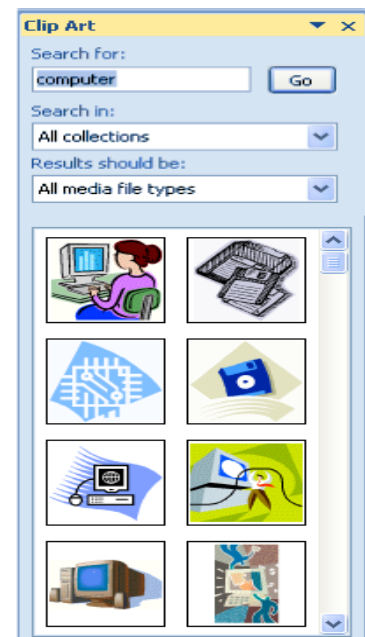 Clip Art
Search for:
computer
Go
Search in:
All collections
Results should be:
All media file types